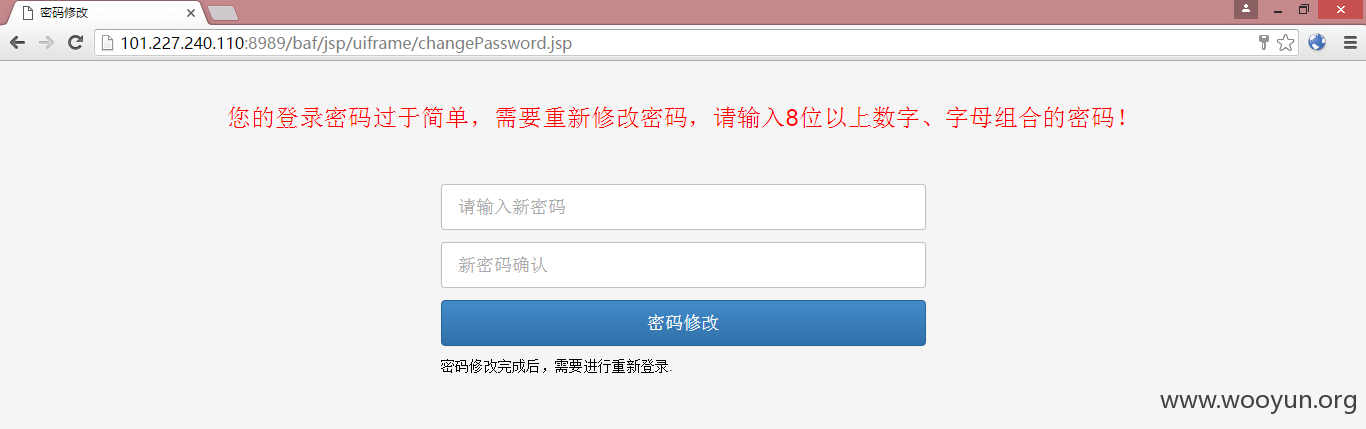 密码修改
101.227.240.110:8989/baf/jsp/uiframe/changePassword.jsp
您的登录密码过于简单，需要重新修改密码，请输入8位以上数字、字母组合的密码！
请输入新密码
新密码确认
密码修改
密码修改完成后，需要进行重新登录.
www.wooyun.org